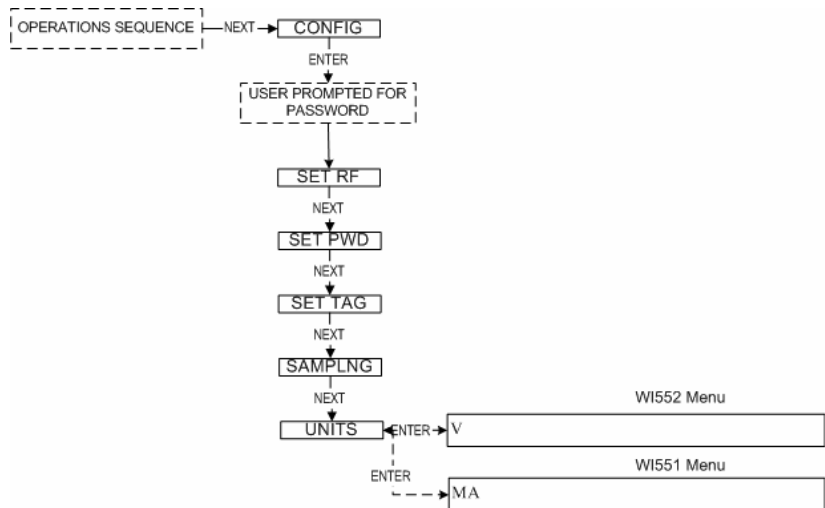 OPERATIONS SEQUENCE
NEXT
CONFIG
ENTER
USER PROMPTED FOR
PASSWORD
SET RF
NEXT
SET PWD
NEXT
SET TAG
NEXT
SAMPLNG
NEXT
WI552 Menu
UNITS
ENTER
V
WI551 Menu
ENTER
MA